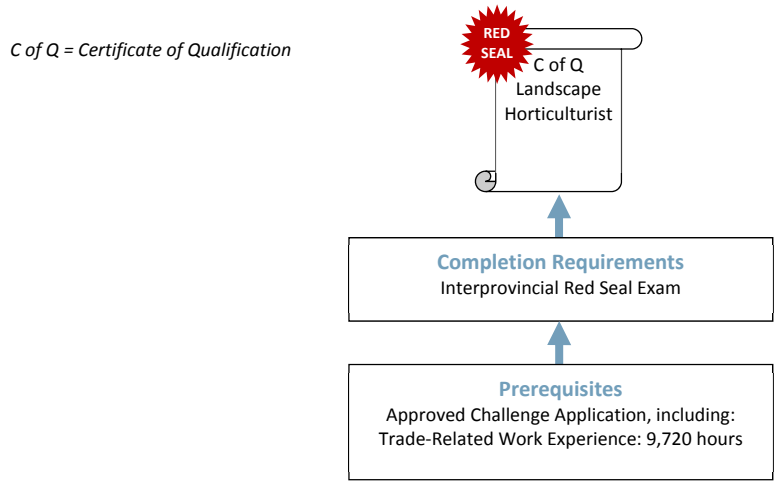 C of Q = Certificate of Qualification
RED
SEAL
C of Q
Landscape
Horticulturist
Completion Requirements
Interprovincial Red Seal Exam
Prerequisites
Approved Challenge Application, including:
Trade-Related Work Experience: 9,720 hours